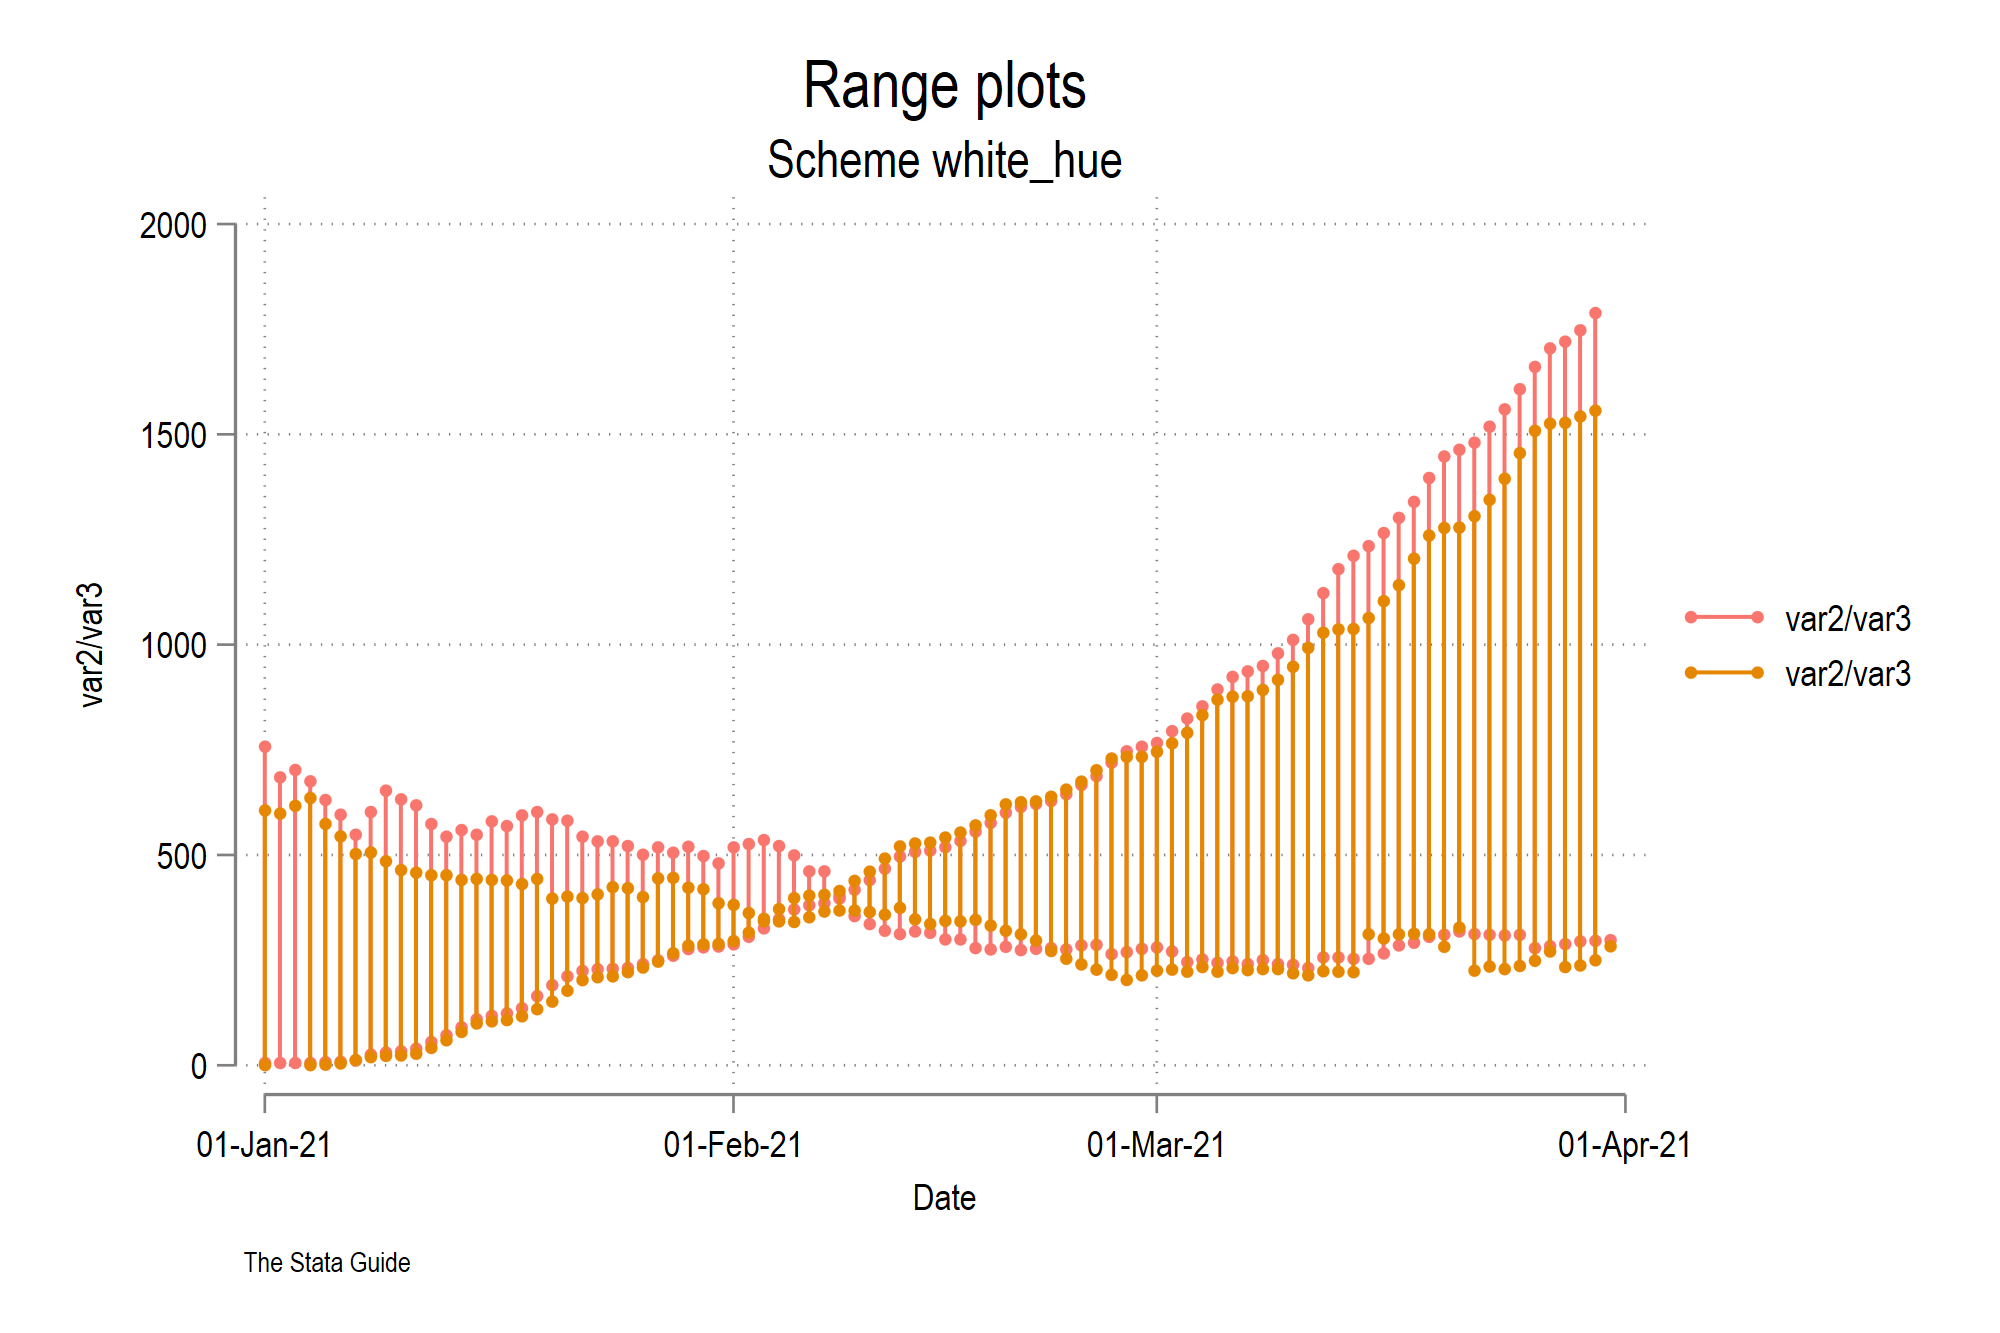 Range plots
Scheme white_hue
2000
1500
1000
500
0
var2/var3
01-Jan-21
01-Feb-21
01-Mar-21
01-Apr-21
Date
var2/var3
var2/var3
The Stata Guide